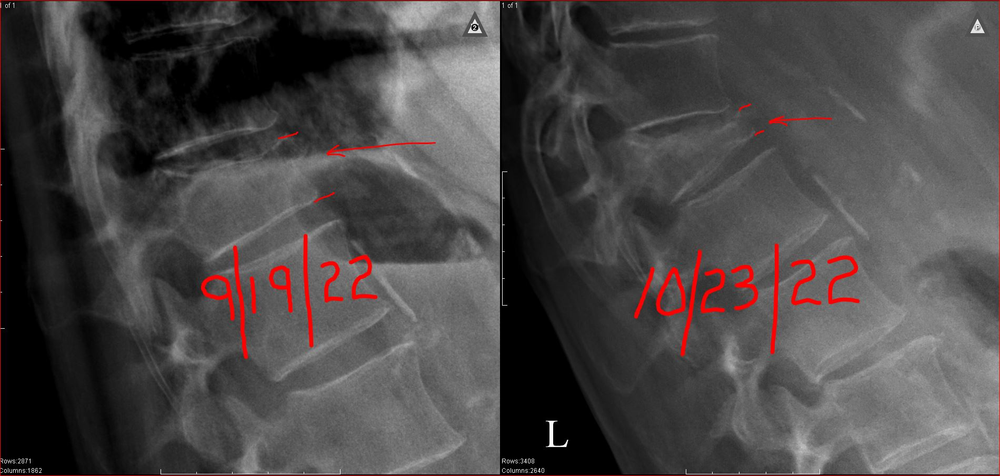 1 of 1
1 of 1
2
P
9/19/22
10/23/22
L
Rows:2871
Columns:1862
Rows:3408
Columns:2640